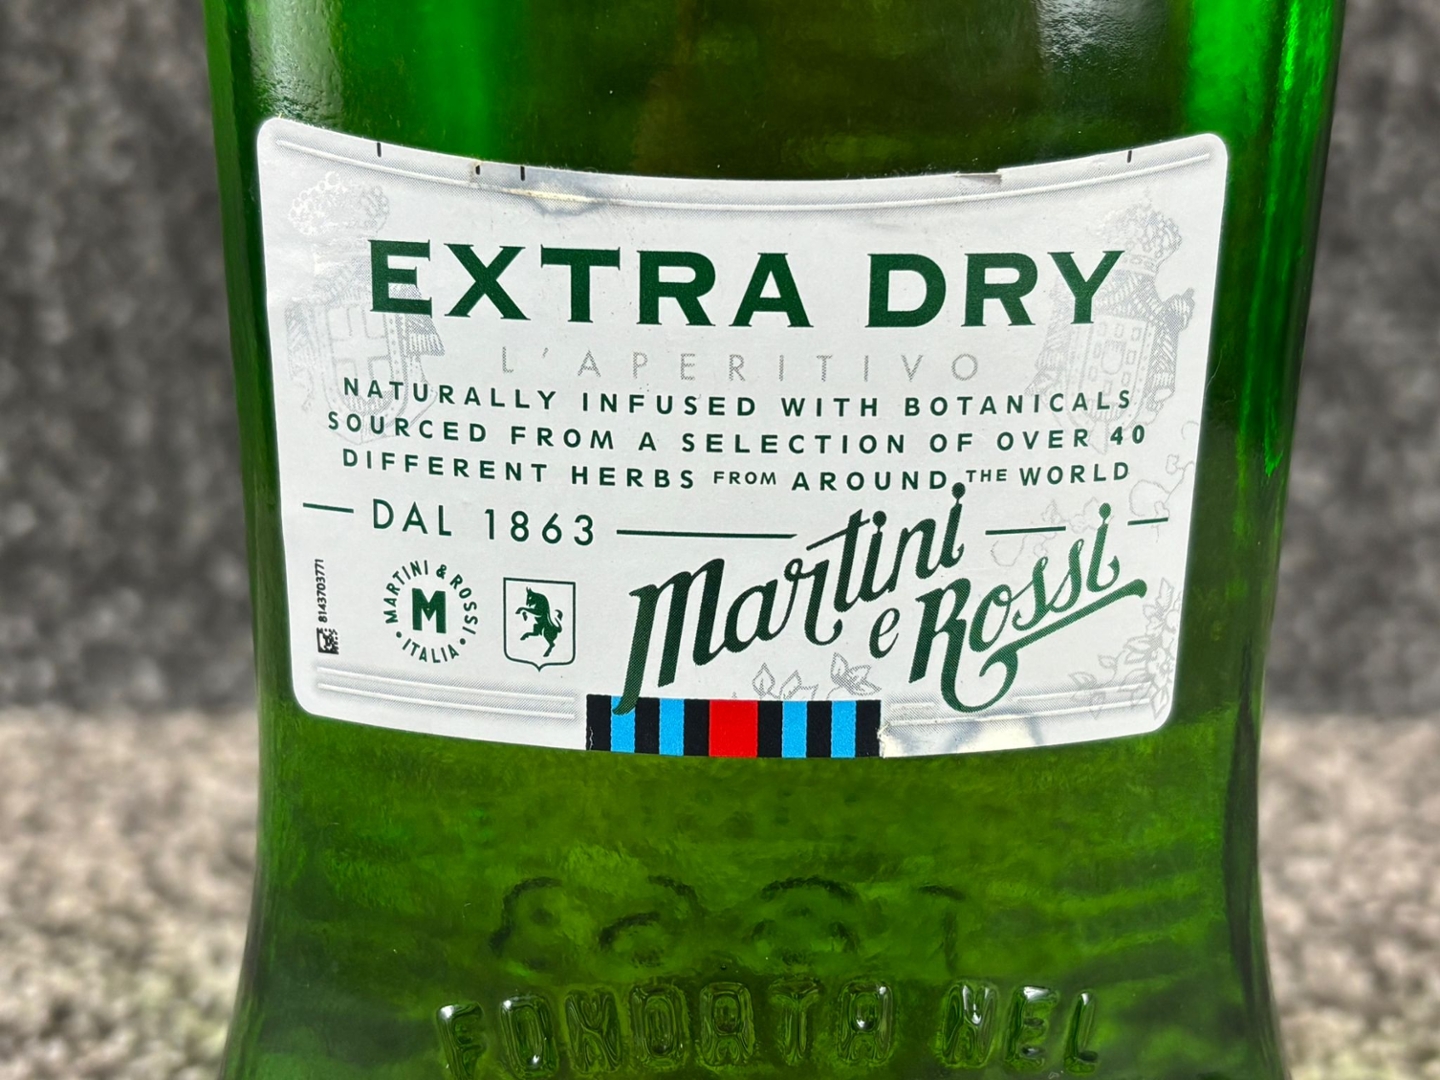 EXTRA DRY
L'APERITIVO
NATURALLY INFUSED WITH BOTANICALS
SOURCED FROM A SELECTION OF OVER 40
DIFFERENT HERBS FROM AROUND THE WORLD
DAL 1863
Martini
e Rossi
8143703771
MARTINI & ROSSI
M
• ITALIA •
FONDATA NEL